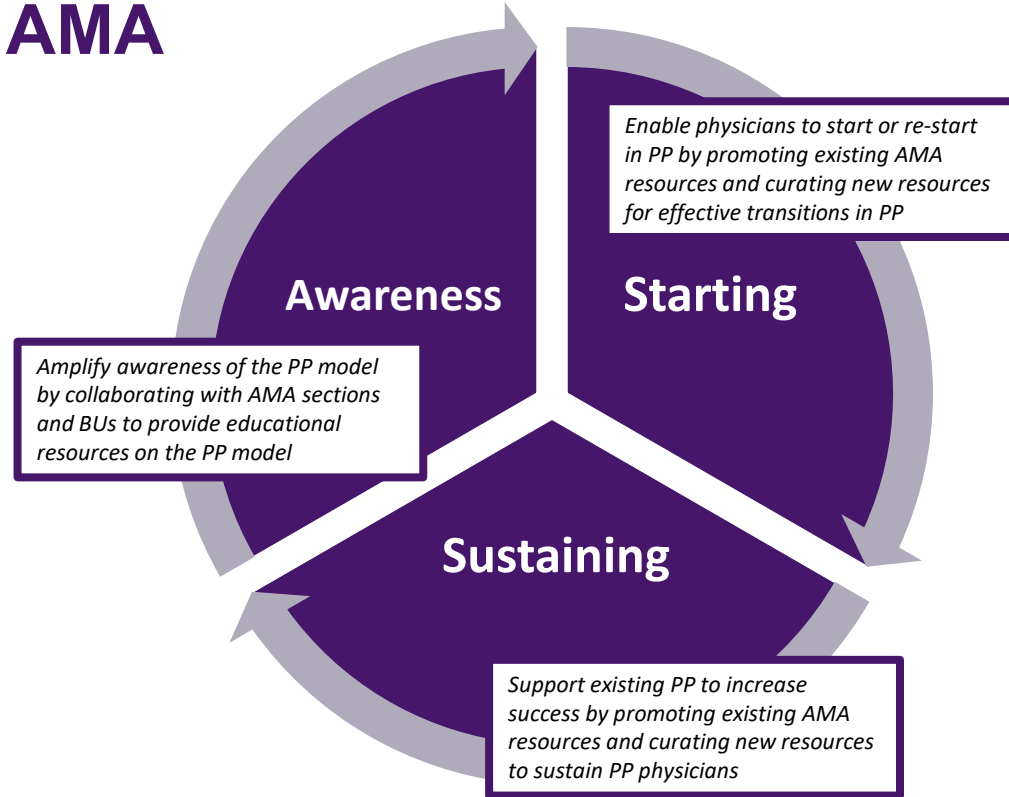 AMA
Enable physicians to start or re-start
in PP by promoting existing AMA
resources and curating new resources
for effective transitions in PP
Awareness
Starting
Amplify awareness of the PP model
by collaborating with AMA sections
and BUs to provide educational
resources on the PP model
Sustaining
Support existing PP to increase
success by promoting existing AMA
resources and curating new resources
to sustain PP physicians